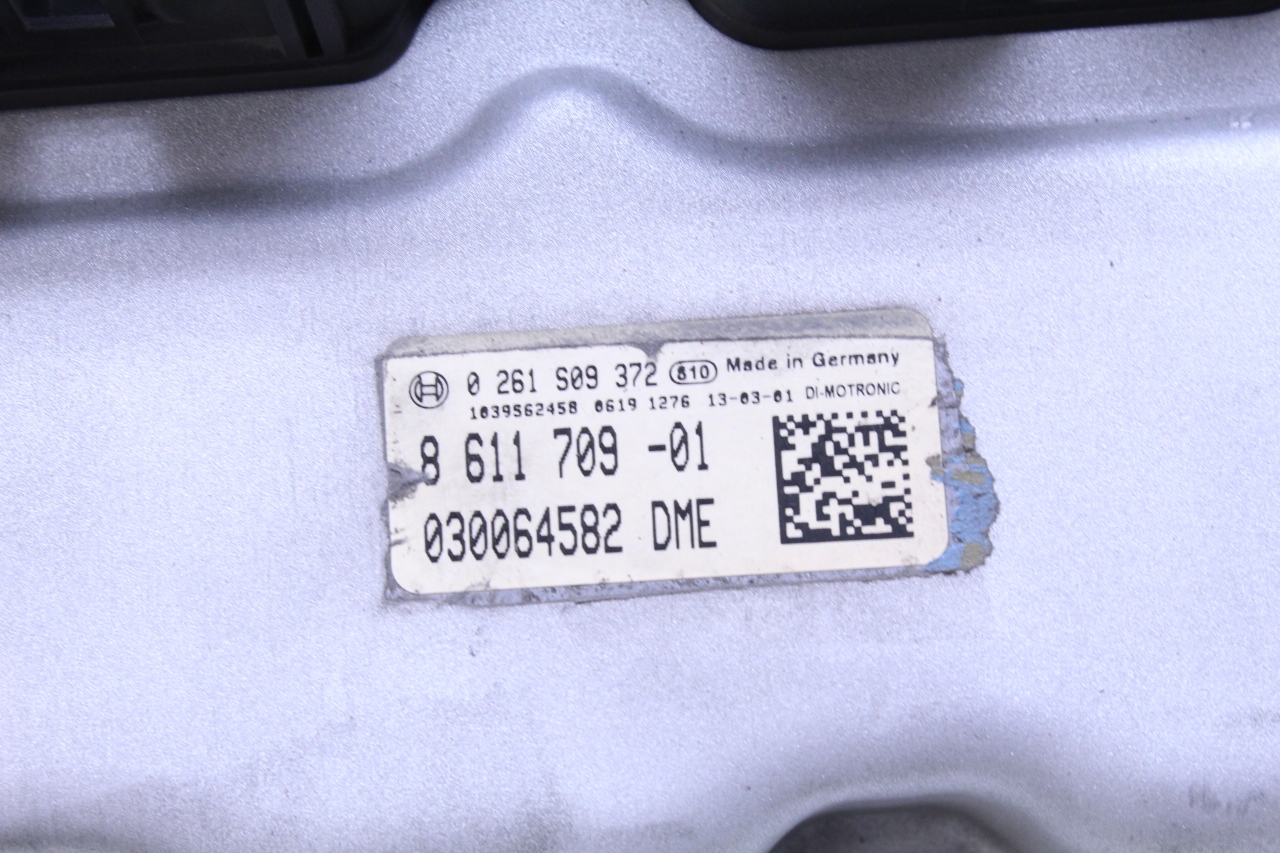 0 261 S09 372 810 Made in Germany
1039562458 0619 1276 13-03-01 DI-MOTRONIC
8 611 709 -01
030064582 DME